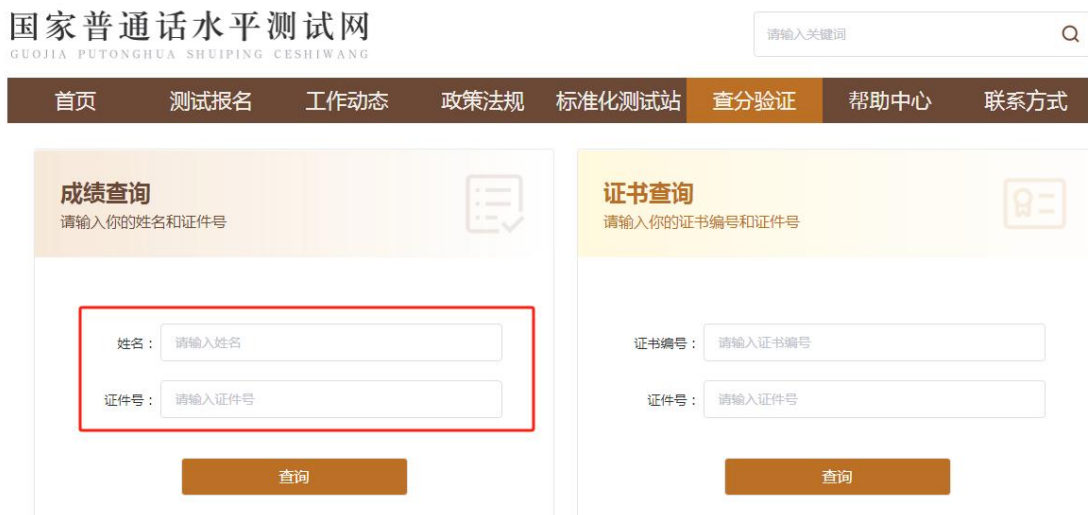 国家普通话水平测试网
GUOJIA PUTONGHUA SHUIPING CESHIWANG
请输入关键词
首页 测试报名 工作动态 政策法规 标准化测试站 查分验证 帮助中心 联系方式
成绩查询
请输入你的姓名和证件号
姓名： 请输入姓名
证件号： 请输入证件号
查询
证书查询
请输入你的证书编号和证件号
证书编号： 请输入证书编号
证件号： 请输入证件号
查询